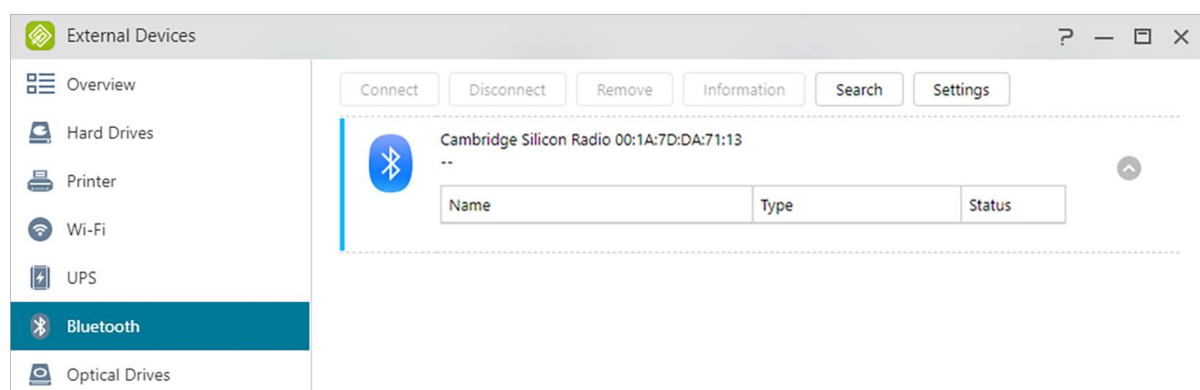 External Devices
Overview
Hard Drives
Printer
Wi-Fi
UPS
Bluetooth
Optical Drives
Connect Disconnect Remove Information Search Settings
Cambridge Silicon Radio 00:1A:7D:DA:71:13
--
Name Type Status